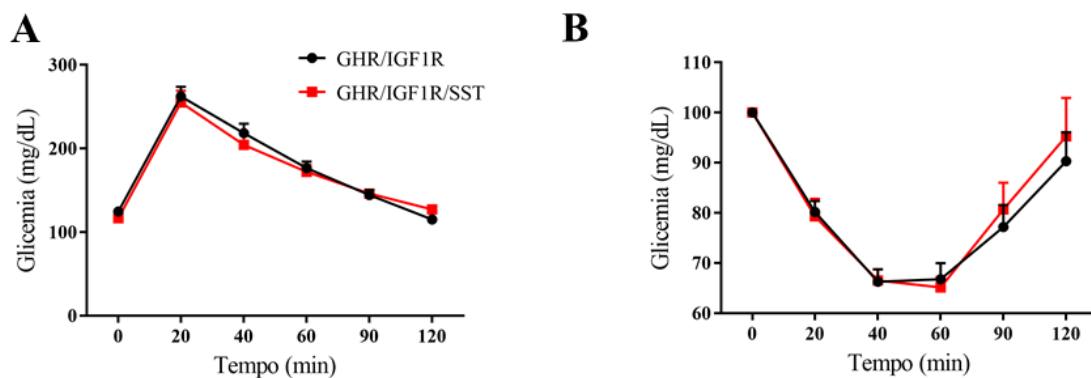 A
GHR/IGF1R
GHR/IGF1R/SST
300
200
100
0
Glicemia (mg/dL)
0 20 40 60 90 120
Tempo (min)
B
110
100
90
80
70
60
Glicemia (mg/dL)
0 20 40 60 90 120
Tempo (min)